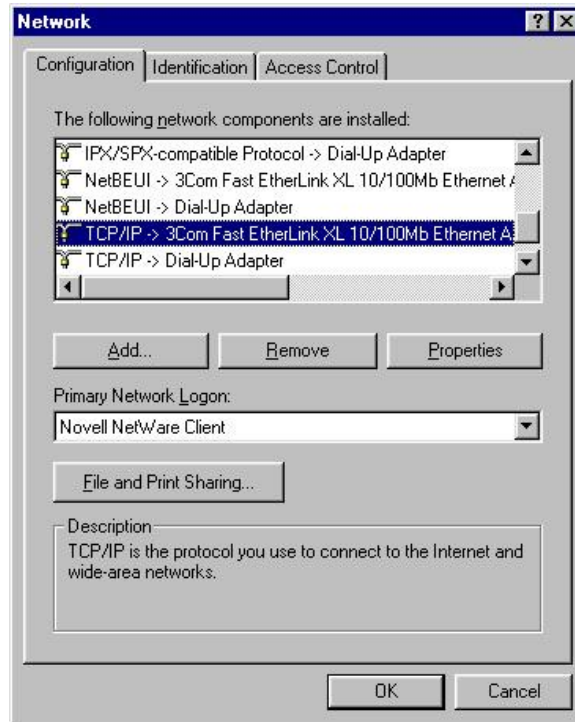 Network
Configuration Identification Access Control
The following network components are installed:
IPX/SPX-compatible Protocol -> Dial-Up Adapter
NetBEUI -> 3Com Fast EtherLink XL 10/100Mb Ethernet
NetBEUI -> Dial-Up Adapter
TCP/IP -> 3Com Fast EtherLink XL 10/100Mb Ethernet A
TCP/IP -> Dial-Up Adapter
Add... Remove Properties
Primary Network Logon:
Novell NetWare Client
File and Print Sharing...
Description
TCP/IP is the protocol you use to connect to the Internet and
wide-area networks.
OK Cancel